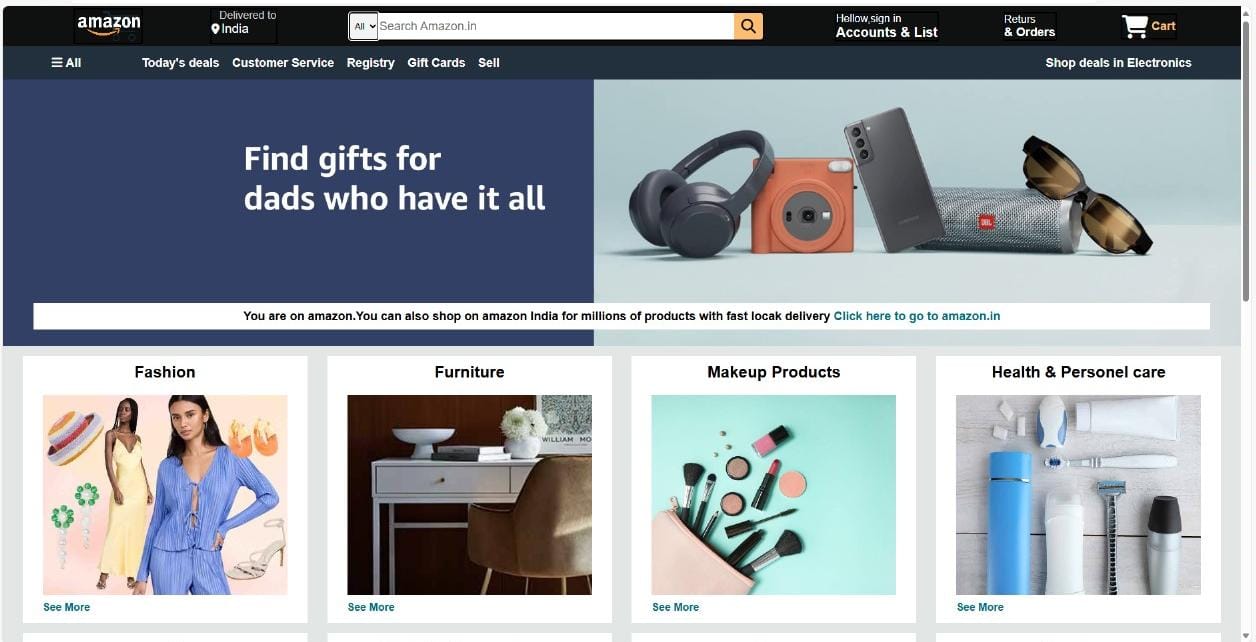 amazon
Delivered to
India
All
Search Amazon.in
Hellow,sign in
Accounts & List
Returs
& Orders
Cart
All
Today's deals
Customer Service
Registry
Gift Cards
Sell
Shop deals in Electronics
Find gifts for
dads who have it all
SAMSUNG
JBL
You are on amazon.You can also shop on amazon India for millions of products with fast locak delivery Click here to go to amazon.in
Fashion
Furniture
Makeup Products
Health & Personel care
WILLIAM MO
See More
See More
See More
See More